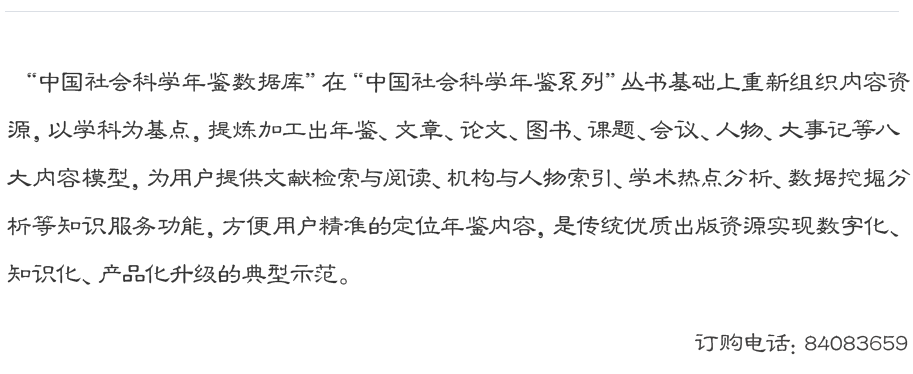 “中国社会科学年鉴数据库”在“中国社会科学年鉴系列”丛书基础上重新组织内容资
源，以学科为基点，提炼加工出年鉴、文章、论文、图书、课题、会议、人物、大事记等八
大内容模型，为用户提供文献检索与阅读、机构与人物索引、学术热点分析、数据挖掘分
析等知识服务功能，方便用户精准的定位年鉴内容，是传统优质出版资源实现数字化、
知识化、产品化升级的典型示范。
订购电话：84083659